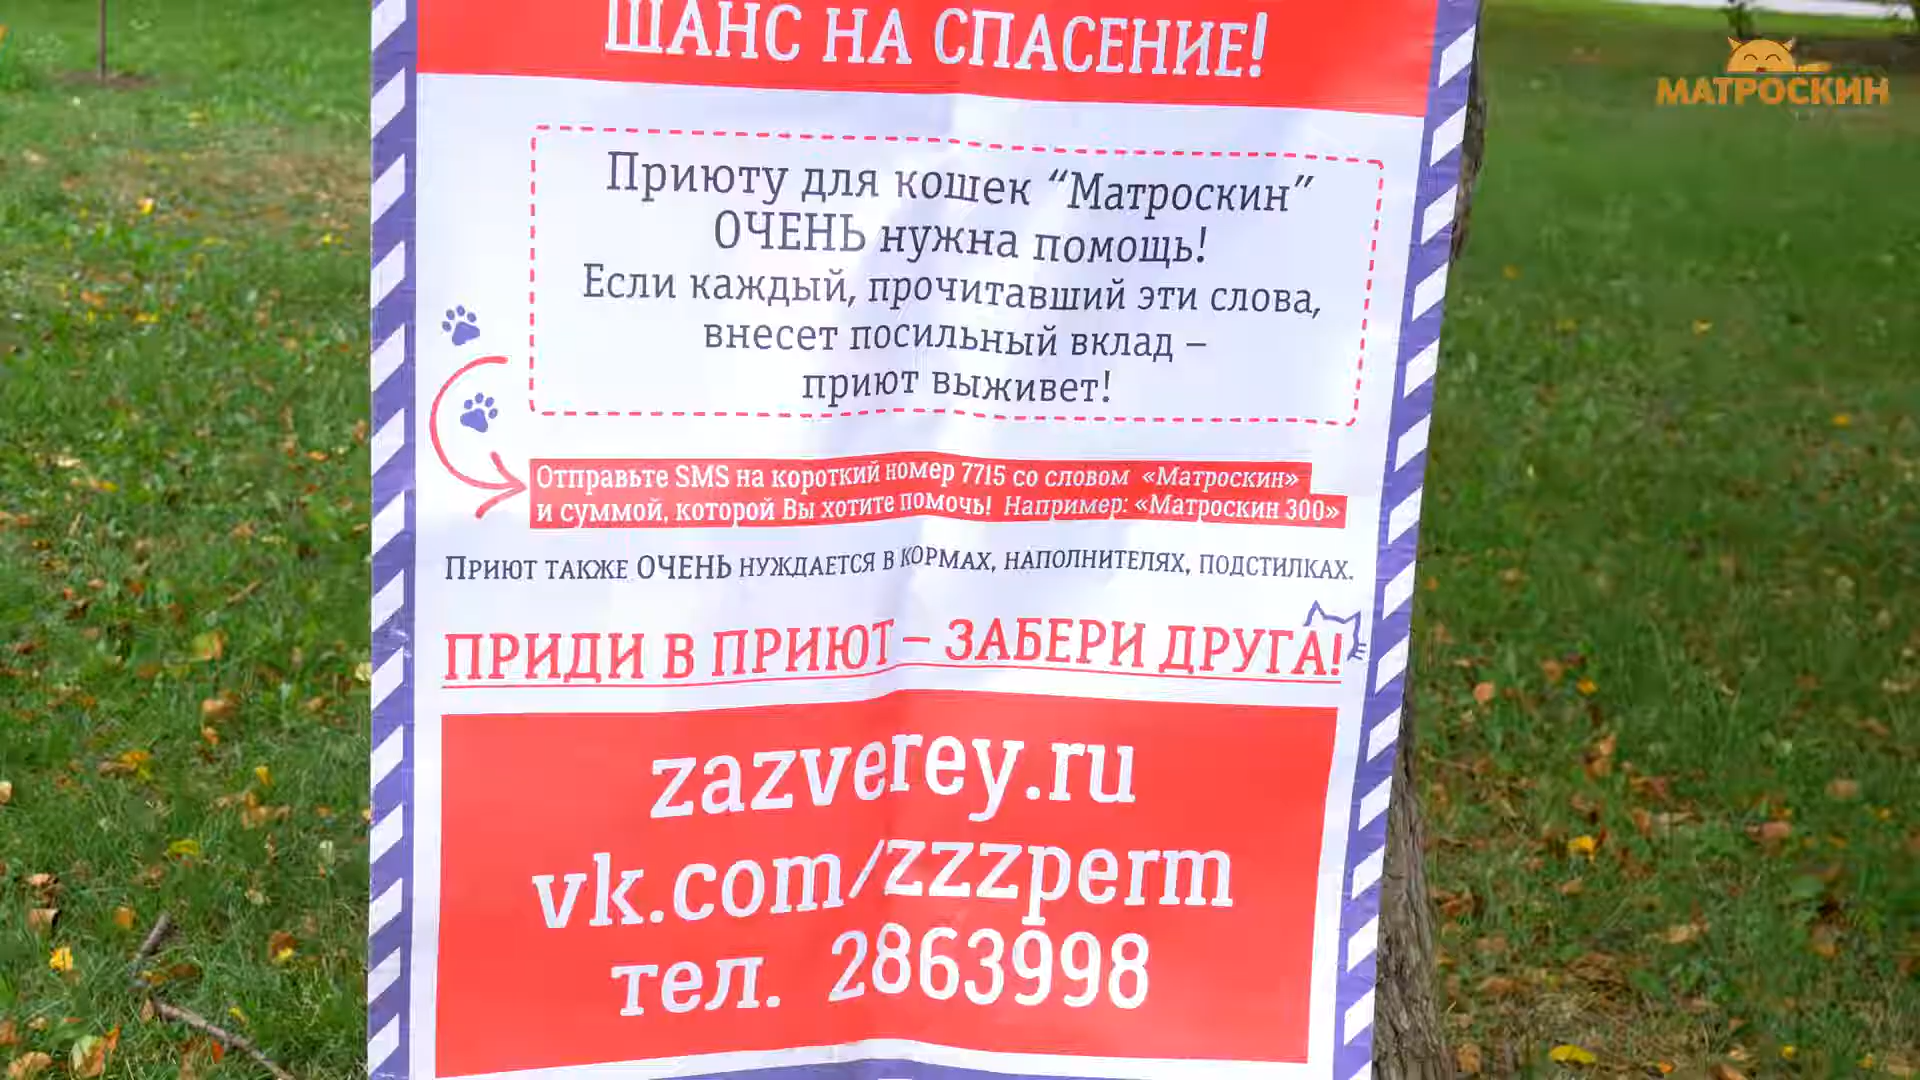 ШАНС НА СПАСЕНИЕ!
МАТРОСКИН
Приюту для кошек “Матроскин”
ОЧЕНЬ нужна помощь!
Если каждый, прочитавший эти слова,
внесет посильный вклад –
приют выживет!
Отправьте SMS на короткий номер 7715 со словом «Матроскин»
и суммой, которой Вы хотите помочь! Например: «Матроскин 300»
Приют также ОЧЕНЬ нуждается в кормах, наполнителях, подстилках.
ПРИДИ В ПРИЮТ – ЗАБЕРИ ДРУГА!
zazverey.ru
vk.com/zzzperm
тел. 2863998